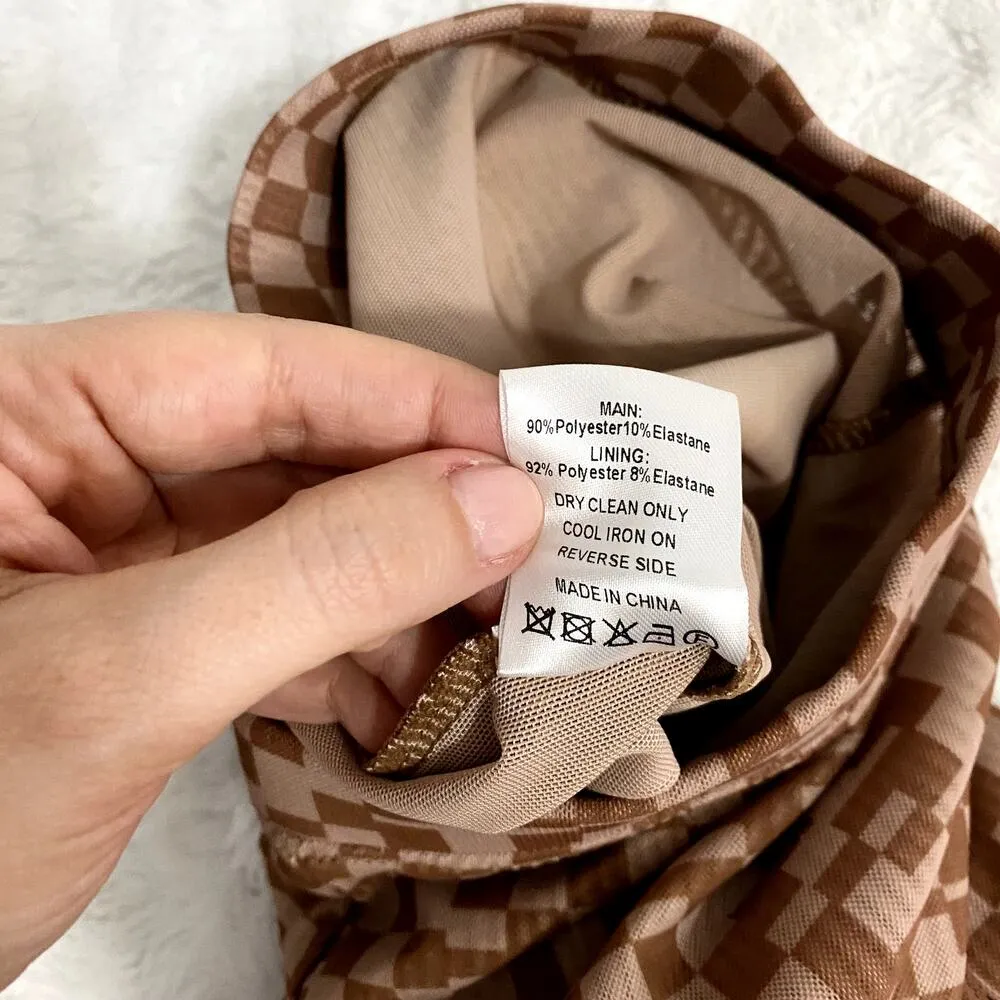 MAIN:
90%Polyester10%Elastane
LINING:
92% Polyester 8%Elastane
DRY CLEAN ONLY
COOL IRON ON
REVERSE SIDE
MADE IN CHINA